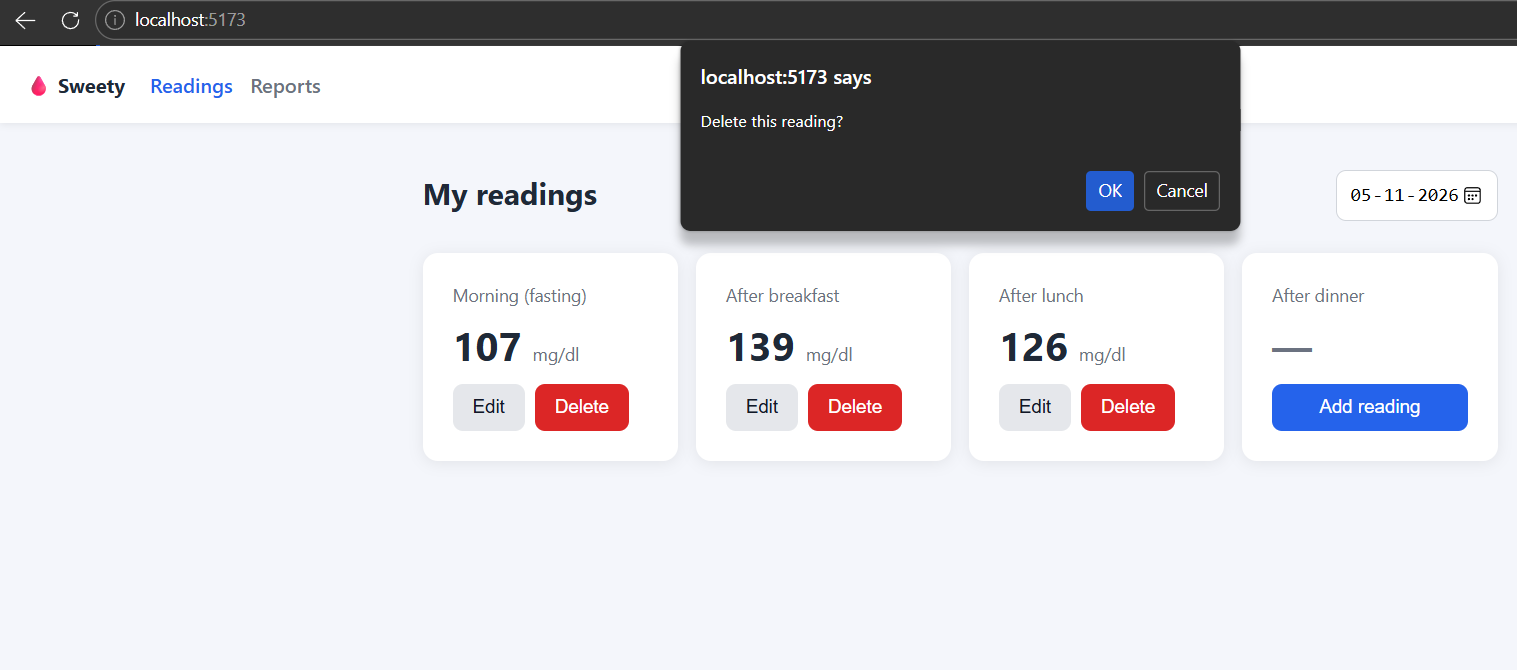 localhost:5173
Sweety Readings Reports
localhost:5173 says
Delete this reading?
OK Cancel
My readings
05-11-2026
Morning (fasting)
107 mg/dl
Edit Delete
After breakfast
139 mg/dl
Edit Delete
After lunch
126 mg/dl
Edit Delete
After dinner
—
Add reading